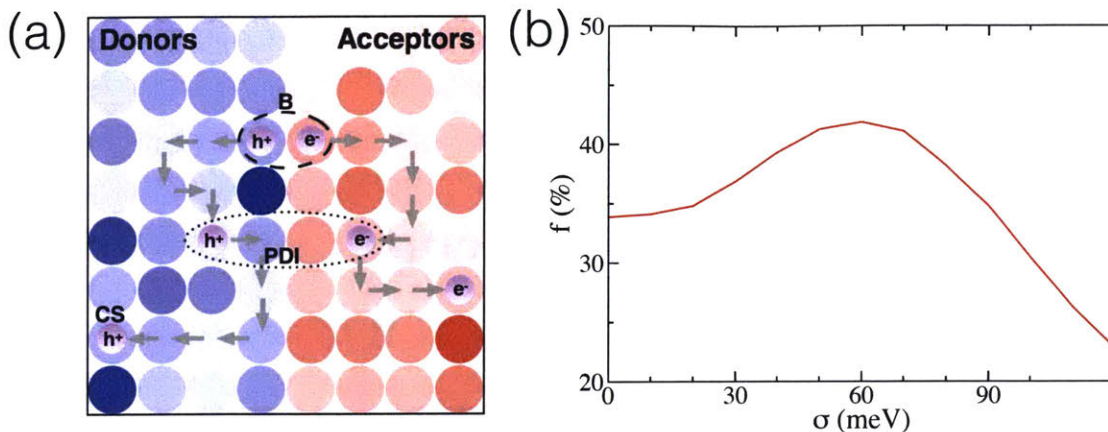 (a)
Donors
Acceptors
B
h+
e-
h+
PDI
e-
e-
CS
h+
(b)
50
40
30
20
f (%)
0
30
60
90
σ (meV)